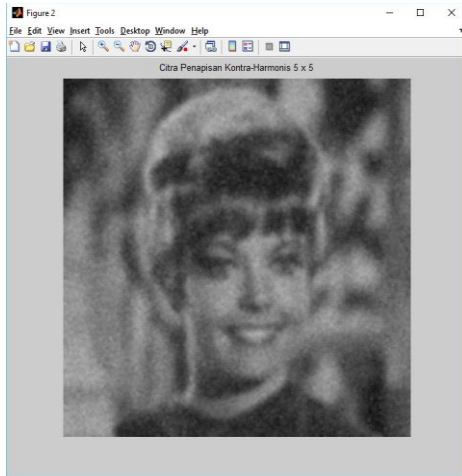 Figure 2
File Edit View Insert Tools Desktop Window Help
Citra Penapisan Kontra-Harmonis 5 x 5